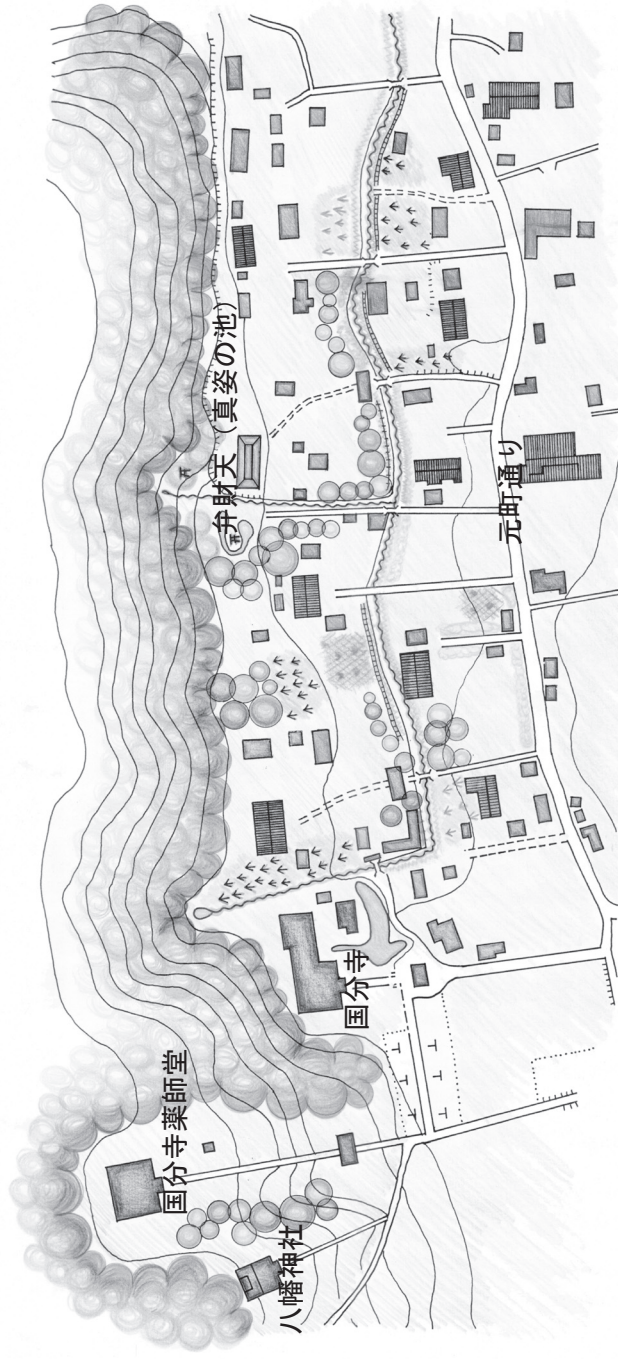 八幡神社
国分寺薬師堂
国分寺
弁財天（真姿の池）
元町通り